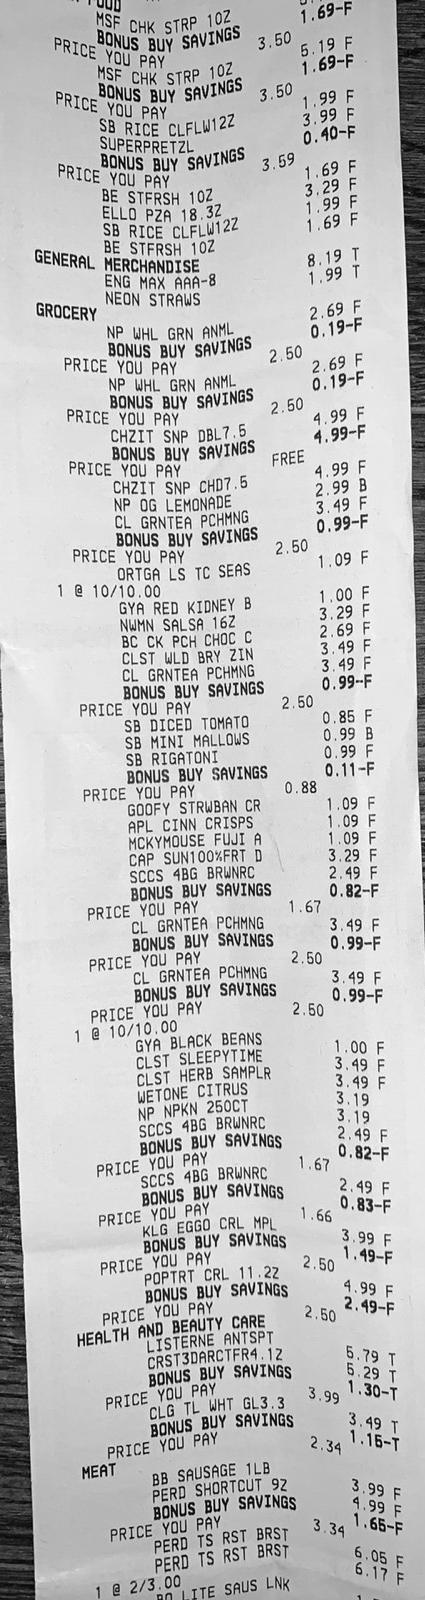 MSF CHK STRP 10Z
BONUS BUY SAVINGS 1.69-F
PRICE YOU PAY 3.50
MSF CHK STRP 10Z 5.19 F
BONUS BUY SAVINGS 1.69-F
PRICE YOU PAY 3.50
SB RICE CLFLW12Z 1.99 F
SUPERPRETZL 3.99 F
BONUS BUY SAVINGS 0.40-F
PRICE YOU PAY 3.59
BE STFRSH 10Z 1.69 F
ELLO PZA 18.3Z 3.29 F
SB RICE CLFLW12Z 1.99 F
BE STFRSH 10Z 1.69 F
GENERAL MERCHANDISE
ENG MAX AAA-8 8.19 T
NEON STRAWS 1.99 T
GROCERY
NP WHL GRN ANML 2.69 F
BONUS BUY SAVINGS 0.19-F
PRICE YOU PAY 2.50
NP WHL GRN ANML 2.69 F
BONUS BUY SAVINGS 0.19-F
PRICE YOU PAY 2.50
CHZIT SNP DBL7.5 4.99 F
BONUS BUY SAVINGS 4.99-F
PRICE YOU PAY FREE
CHZIT SNP CHD7.5 4.99 F
NP OG LEMONADE 2.99 B
CL GRNTEA PCHMNG 3.49 F
BONUS BUY SAVINGS 0.99-F
PRICE YOU PAY 2.50
ORTGA LS TC SEAS 1.09 F
1 @ 10/10.00
GYA RED KIDNEY B 1.00 F
NWMN SALSA 16Z 3.29 F
BC CK PCH CHOC C 2.69 F
CLST WLD BRY ZIN 3.49 F
CL GRNTEA PCHMNG 3.49 F
BONUS BUY SAVINGS 0.99-F
PRICE YOU PAY 2.50
SB DICED TOMATO 0.85 F
SB MINI MALLOWS 0.99 B
SB RIGATONI 0.99 F
BONUS BUY SAVINGS 0.11-F
PRICE YOU PAY 0.88
GOOFY STRWBAN CR 1.09 F
APL CINN CRISPS 1.09 F
MCKYMOUSE FUJI A 1.09 F
CAP SUN100%FRT D 3.29 F
SCCS 4BG BRWNRC 2.49 F
BONUS BUY SAVINGS 0.82-F
PRICE YOU PAY 1.67
CL GRNTEA PCHMNG 3.49 F
BONUS BUY SAVINGS 0.99-F
PRICE YOU PAY 2.50
CL GRNTEA PCHMNG 3.49 F
BONUS BUY SAVINGS 0.99-F
PRICE YOU PAY 2.50
1 @ 10/10.00
GYA BLACK BEANS 1.00 F
CLST SLEEPYTIME 3.49 F
CLST HERB SAMPLR 3.49 F
WETONE CITRUS 3.19
NP NPKN 250CT 3.19
SCCS 4BG BRWNRC 2.49 F
BONUS BUY SAVINGS 0.82-F
PRICE YOU PAY 1.67
SCCS 4BG BRWNRC 2.49 F
BONUS BUY SAVINGS 0.83-F
PRICE YOU PAY 1.66
KLG EGGO CRL MPL 3.99 F
BONUS BUY SAVINGS 1.49-F
PRICE YOU PAY 2.50
POPTRT CRL 11.2Z 4.99 F
BONUS BUY SAVINGS 2.49-F
PRICE YOU PAY 2.50
HEALTH AND BEAUTY CARE
LISTERNE ANTSPT 5.79 T
CRST3DARCTFR4.1Z 5.29 T
BONUS BUY SAVINGS 1.30-T
PRICE YOU PAY 3.99
CLG TL WHT GL3.3 3.49 T
BONUS BUY SAVINGS 1.15-T
PRICE YOU PAY 2.34
MEAT
BB SAUSAGE 1LB 3.99 F
PERD SHORTCUT 9Z 4.99 F
BONUS BUY SAVINGS 1.65-F
PRICE YOU PAY 3.34
PERD TS RST BRST 6.05 F
PERD TS RST BRST 6.17 F
1 @ 2/3.00
LITE SAUS LNK